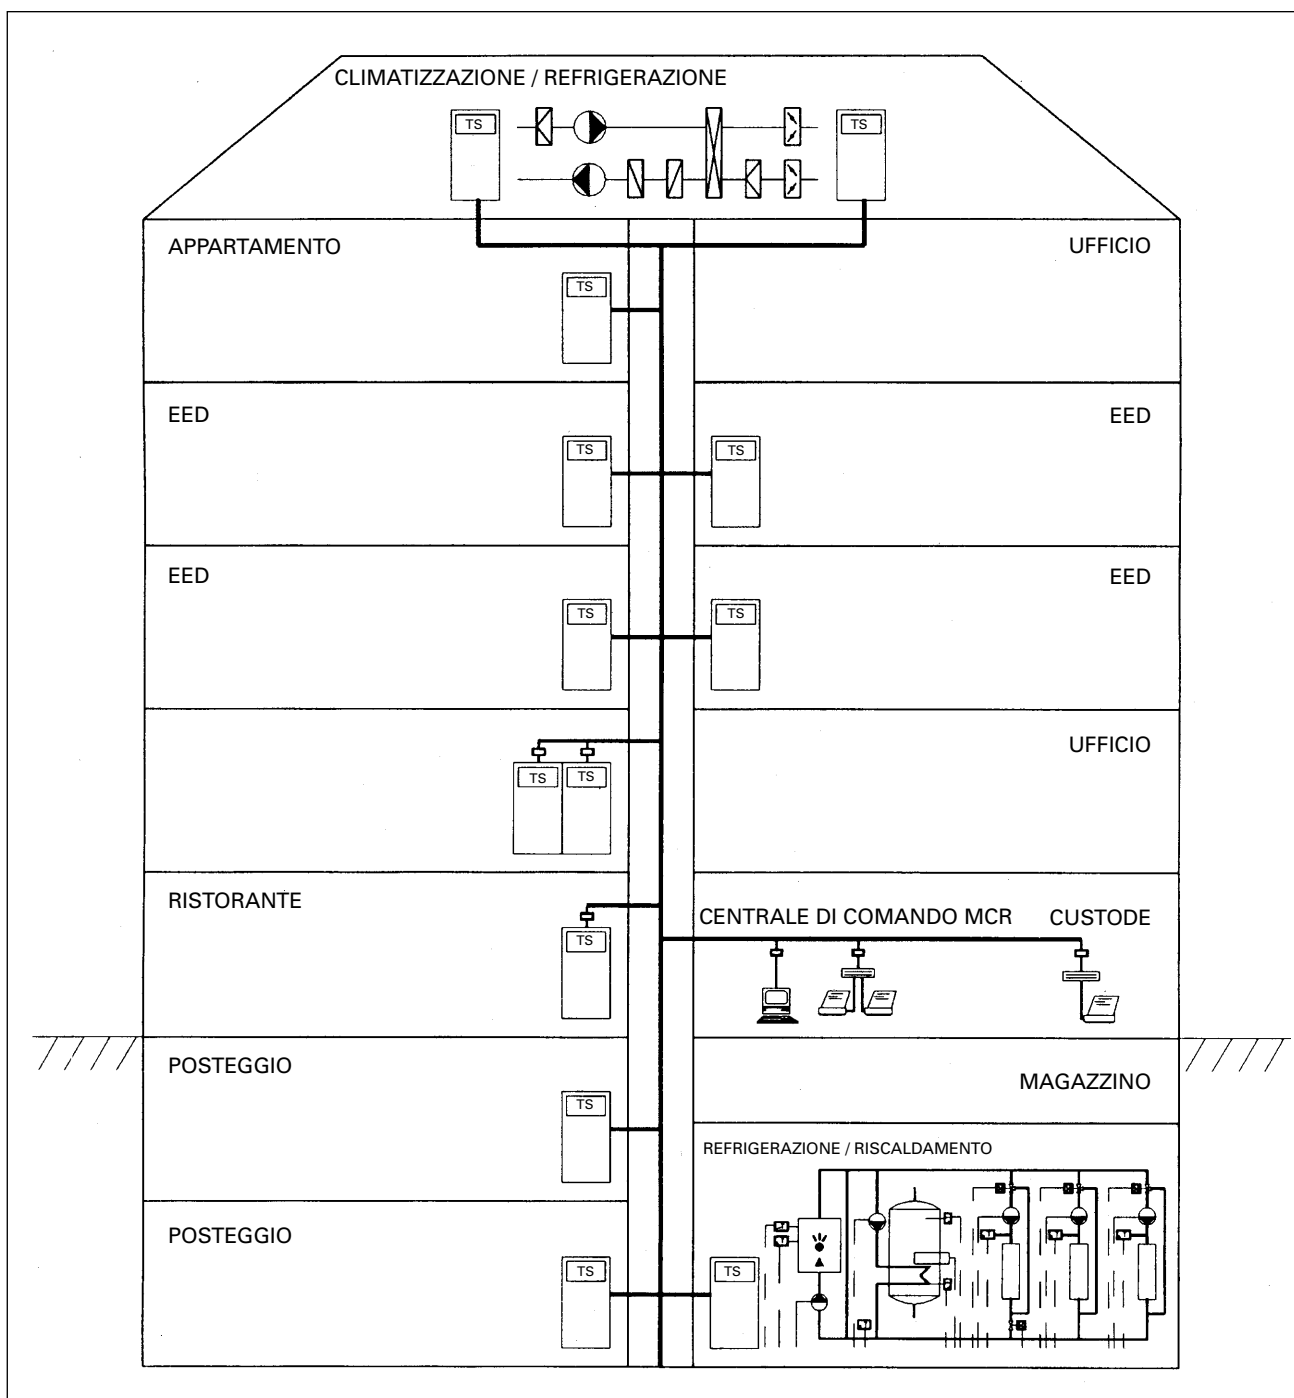 CLIMATIZZAZIONE / REFRIGERAZIONE
TS
TS
APPARTAMENTO
UFFICIO
TS
EED
EED
TS
TS
EED
EED
TS
TS
UFFICIO
TS
TS
RISTORANTE
CENTRALE DI COMANDO MCR
CUSTODE
TS
POSTEGGIO
MAGAZZINO
TS
REFRIGERAZIONE / RISCALDAMENTO
POSTEGGIO
TS
TS